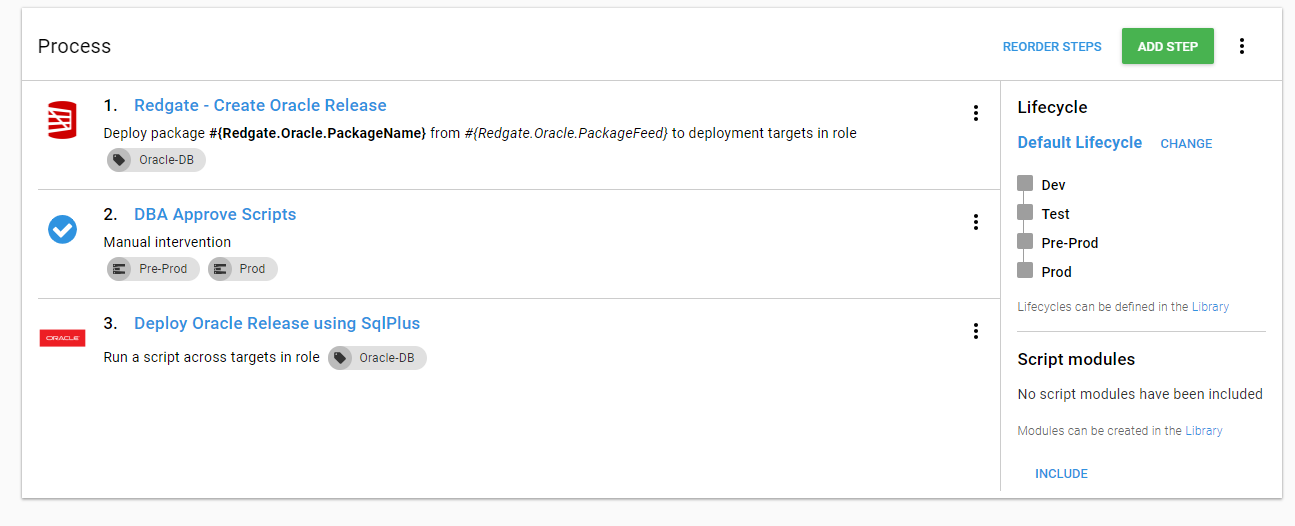 Process
REORDER STEPS
ADD STEP
1. Redgate - Create Oracle Release
Deploy package #{Redgate.Oracle.PackageName} from #{Redgate.Oracle.PackageFeed} to deployment targets in role
Oracle-DB
2. DBA Approve Scripts
Manual intervention
Pre-Prod Prod
ORACLE
3. Deploy Oracle Release using SqlPlus
Run a script across targets in role Oracle-DB
Lifecycle
Default Lifecycle CHANGE
Dev
Test
Pre-Prod
Prod
Lifecycles can be defined in the Library
Script modules
No script modules have been included
Modules can be created in the Library
INCLUDE